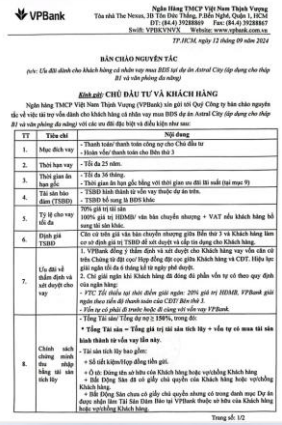 VPBank
Ngân Hàng TMCP Việt Nam Thịnh Vượng
Tòa nhà The Nexus, 3B Tôn Đức Thắng, P.Bến Nghé, Quận 1, HCM
ĐT: (84.4) 39288869 Fax: (84.4) 39288867
Swift: VPBKVNVX
TP.HCM, ngày 12 tháng 09 năm 2024
BẢN CHÀO NGUYÊN TẮC
(v/v: Ưu đãi dành cho khách hàng cá nhân vay mua BĐS tại dự án Astral City (áp dụng cho tháp
B1 và văn phòng đa năng)
Kính gửi: CHỦ ĐẦU TƯ VÀ KHÁCH HÀNG
Ngân hàng TMCP Việt Nam Thịnh Vượng (VPBank) xin gửi tới Quý Công ty bản chào nguyên
tắc về việc tài trợ vốn dành cho khách hàng cá nhân vay mua BĐS dự án Astral City (áp dụng cho tháp
B1 và văn phòng đa năng) với các ưu đãi đặc biệt và điều kiện như sau:
TT Tiêu chí Nội dung
1. Mục đích vay
- Thanh toán/ thanh toán công nợ cho Chủ đầu tư
- Hoàn vốn/ thanh toán cho Bên thứ 3
2. Thời hạn vay - Tối đa 25 năm.
3. Thời gian ân hạn gốc
- Tối đa 36 tháng.
- Thời gian ân hạn gốc bằng với thời gian ưu đãi lãi suất (tại mục 9)
4. Tài sản bảo đảm (TSBĐ)
- TSBĐ hình thành từ vốn vay thuộc dự án.
- TSBĐ là BĐS khác
5. Tỷ lệ cho vay tối đa
70% giá trị tài sản
100% giá trị HĐMB/ văn bản chuyển nhượng + VAT nếu khách hàng bổ
sung tài sản khác.
6. Định giá TSBĐ
Căn cứ trên giá văn bản chuyển nhượng giữa Bên thứ 3 và Khách hàng làm
cơ sở định giá trị TSBĐ để xét duyệt và cấp tín dụng cho Khách hàng.
7. Ưu đãi về thẩm định và xét duyệt cho vay
1. VPBank đồng ý thẩm định và xét duyệt cho Khách hàng vay vốn căn cứ
trên Chứng từ đặt cọc/ Hợp đồng đặt cọc giữa Khách hàng và CĐT. Hiệu lực
giải ngân tối đa 6 tháng kể từ ngày phê duyệt.
2. Chỉ giải ngân khi Khách hàng đã đóng đủ phần vốn tự có theo quy định
của ngân hàng.
- VTC Tối thiểu tại thời điểm giải ngân: 20% giá trị HĐMB, VPBank giải
ngân theo tiến độ thanh toán của CĐT/ Bên thứ 3.
- Vốn tự có phải đi trước hoặc đi cùng với vốn vay VPBank.
8. Chính sách chứng minh thu nhập bằng tài sản tích lũy
- Tổng Tài sản/ Tổng dư nợ ≥ 150%, trong đó:
• Tổng Tài sản = Tổng giá trị tài sản tích lũy + vốn tự có mua tài sản
hình thành từ vốn vay lần này.
- Tài sản tích lũy bao gồm:
+ Số tiết kiệm/Hợp đồng tiền gửi.
+ Ô tô: Đứng tên sở hữu của Khách hàng hoặc vợ/chồng Khách hàng.
+ Bất Động Sản đã có giấy chủ quyền của Khách hàng hoặc vợ/chồng
Khách hàng.
+ Bất Động Sản chưa có giấy chủ quyền nhưng có trong danh mục Dự án
được nhận làm Tài Sản Đảm Bảo tại VPBank thuộc sở hữu của Khách hàng
hoặc vợ/chồng Khách hàng.
Trang số: 1/2